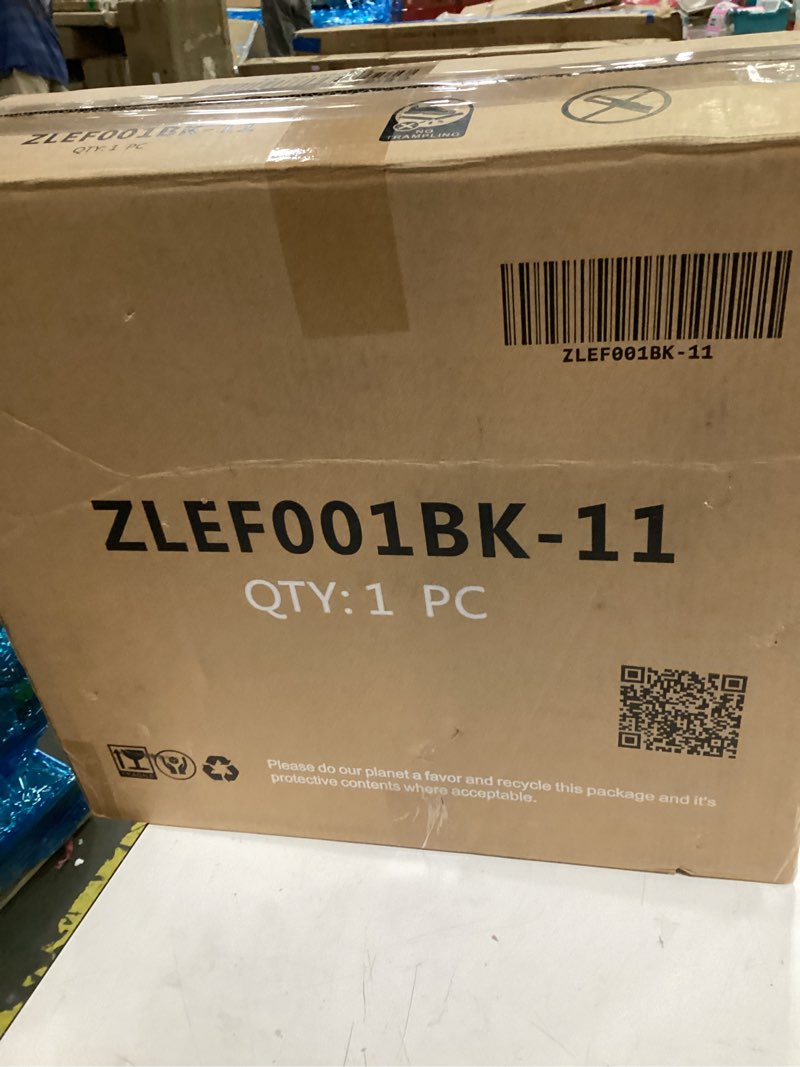 ZLEF001BK-11
QTY: 1 PC
NO
TRAMPLING
ZLEF001BK-11
ZLEF001BK-11
QTY: 1 PC
Please do our planet a favor and recycle this package and it's
protective contents where acceptable.